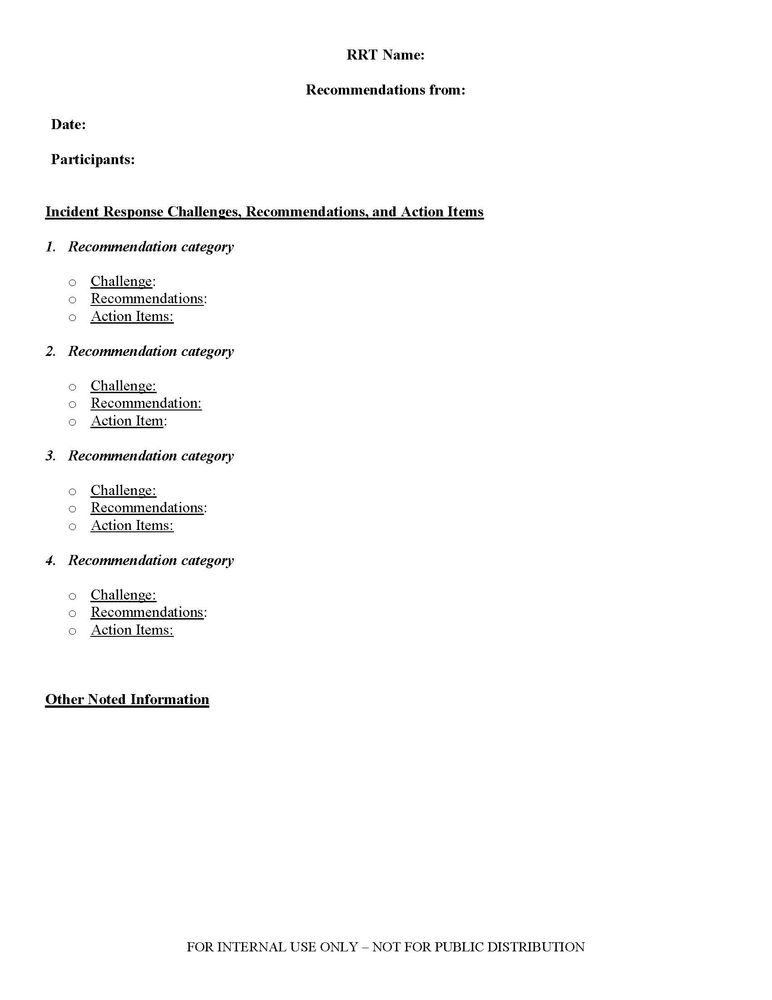 RRT Name:
Recommendations from:
Date:
Participants:
Incident Response Challenges, Recommendations, and Action Items
1. Recommendation category
o Challenge:
o Recommendations:
o Action Items:
2. Recommendation category
o Challenge:
o Recommendation:
o Action Item:
3. Recommendation category
o Challenge:
o Recommendations:
o Action Items:
4. Recommendation category
o Challenge:
o Recommendations:
o Action Items:
Other Noted Information
FOR INTERNAL USE ONLY – NOT FOR PUBLIC DISTRIBUTION